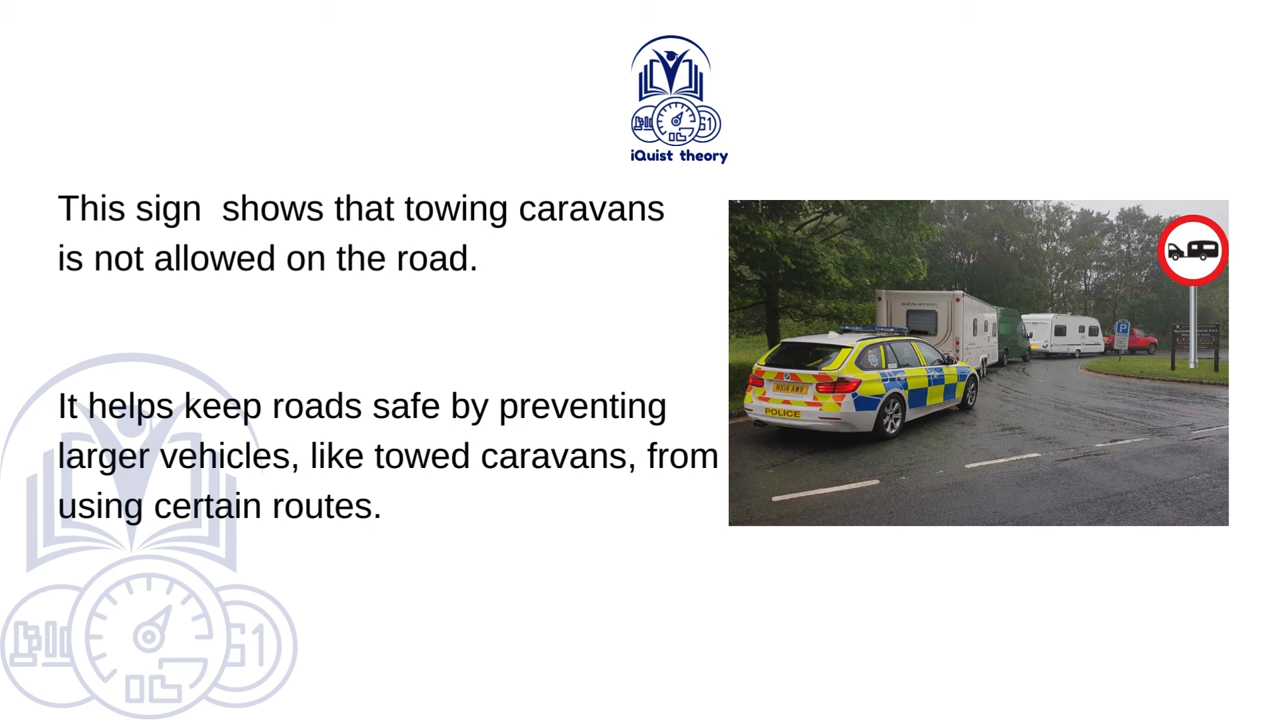 iQuist theory
This sign  shows that towing caravans
is not allowed on the road.
It helps keep roads safe by preventing
larger vehicles, like towed caravans, from
using certain routes.
POLICE
P